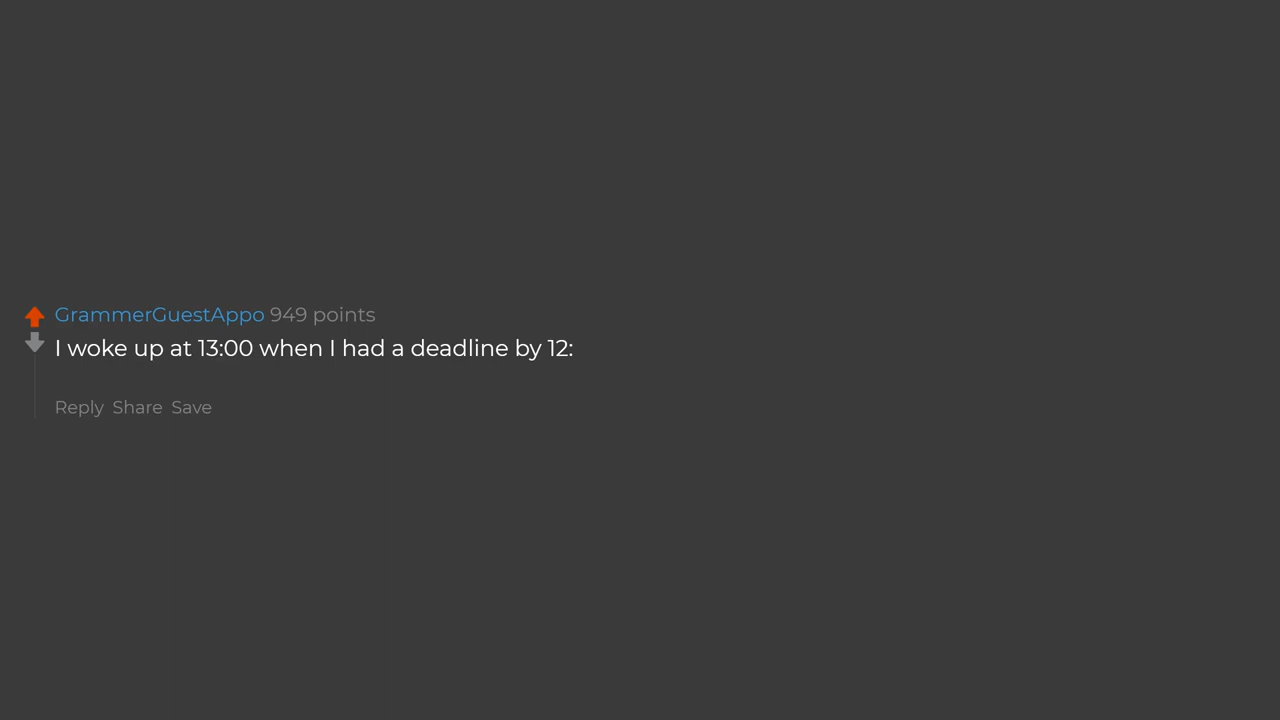 GrammerGuestAppo 949 points
I woke up at 13:00 when I had a deadline by 12:
Reply Share Save